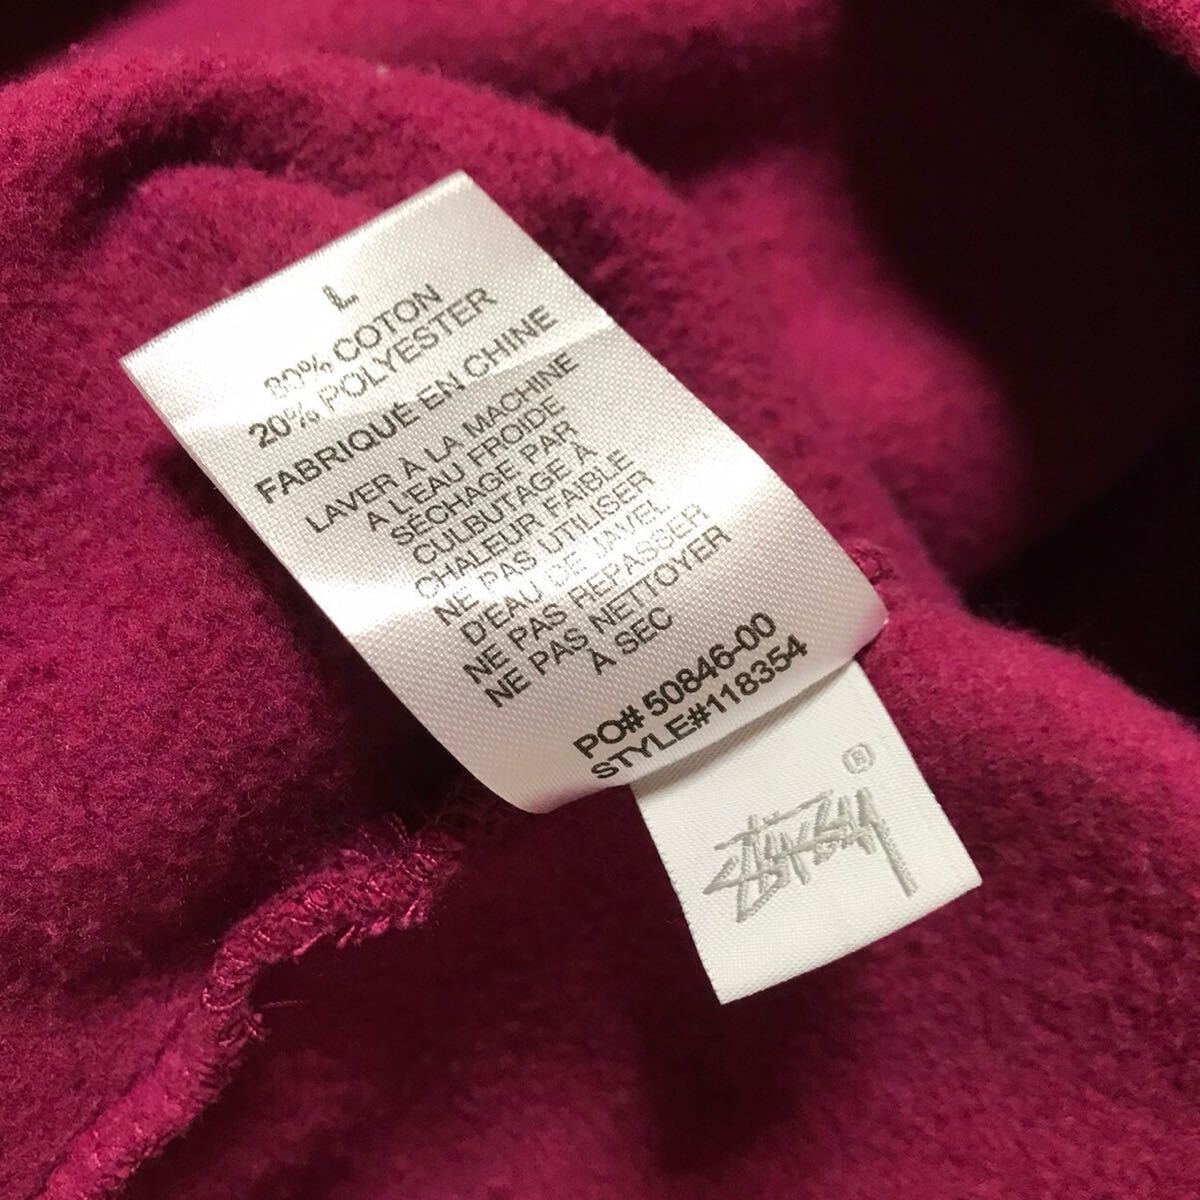 L
80% COTON
20% POLYESTER
FABRIQUÉ EN CHINE
LAVER À LA MACHINE
A L'EAU FROIDE
SÉCHAGE PAR
CULBUTAGE À
CHALEUR FAIBLE
NE PAS UTILISER
D'EAU DE JAVEL
NE PAS REPASSER
NE PAS NETTOYER
À SEC
PO# 50846-00
STYLE#118354
®
Stüssy